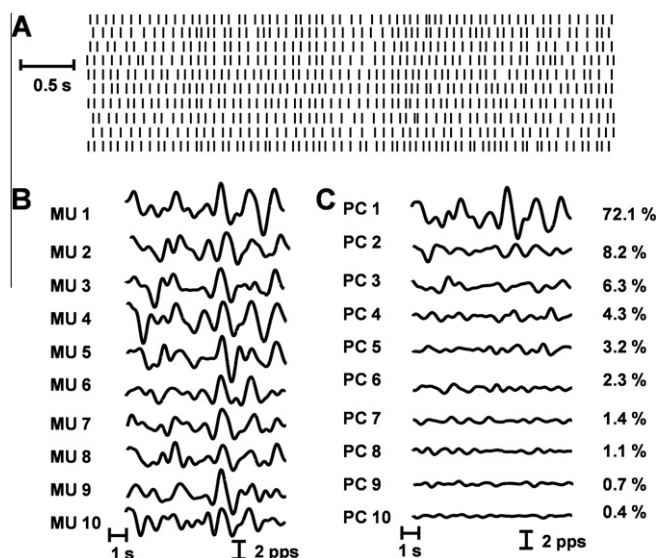 A
0.5 s
B
MU 1
MU 2
MU 3
MU 4
MU 5
MU 6
MU 7
MU 8
MU 9
MU 10
1 s
2 pps
C
PC 1 72.1 %
PC 2 8.2 %
PC 3 6.3 %
PC 4 4.3 %
PC 5 3.2 %
PC 6 2.3 %
PC 7 1.4 %
PC 8 1.1 %
PC 9 0.7 %
PC 10 0.4 %
1 s
2 pps